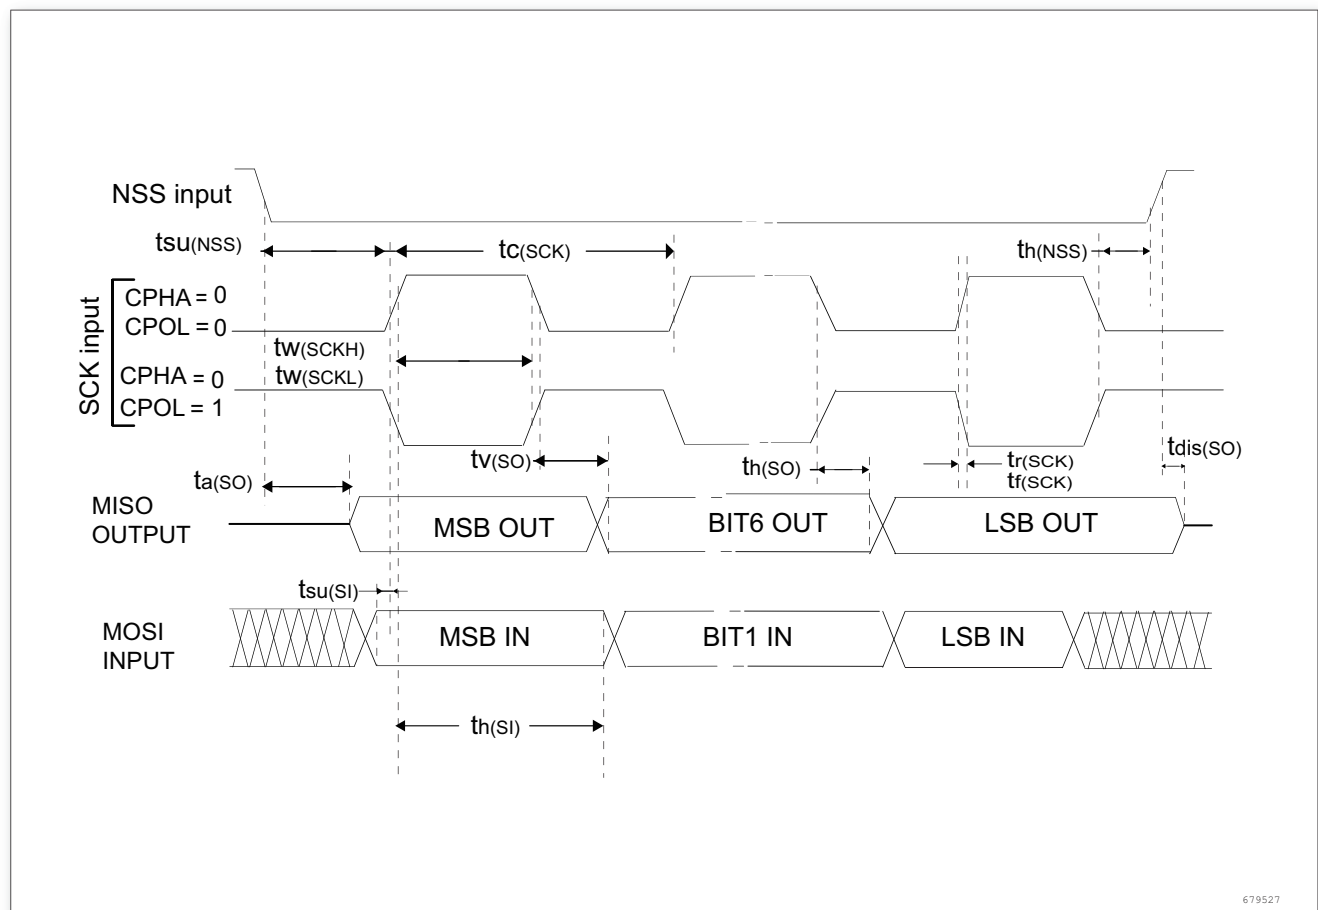 NSS input
tsu(NSS)
tc(SCK)
th(NSS)
SCK input
CPHA = 0
CPOL = 0
tw(SCKH)
tw(SCKL)
CPHA = 0
CPOL = 1
tv(SO)
th(SO)
tr(SCK)
tf(SCK)
tdis(SO)
ta(SO)
MISO
OUTPUT
MSB OUT
BIT6 OUT
LSB OUT
tsu(SI)
MOSI
INPUT
MSB IN
BIT1 IN
LSB IN
th(SI)
679527